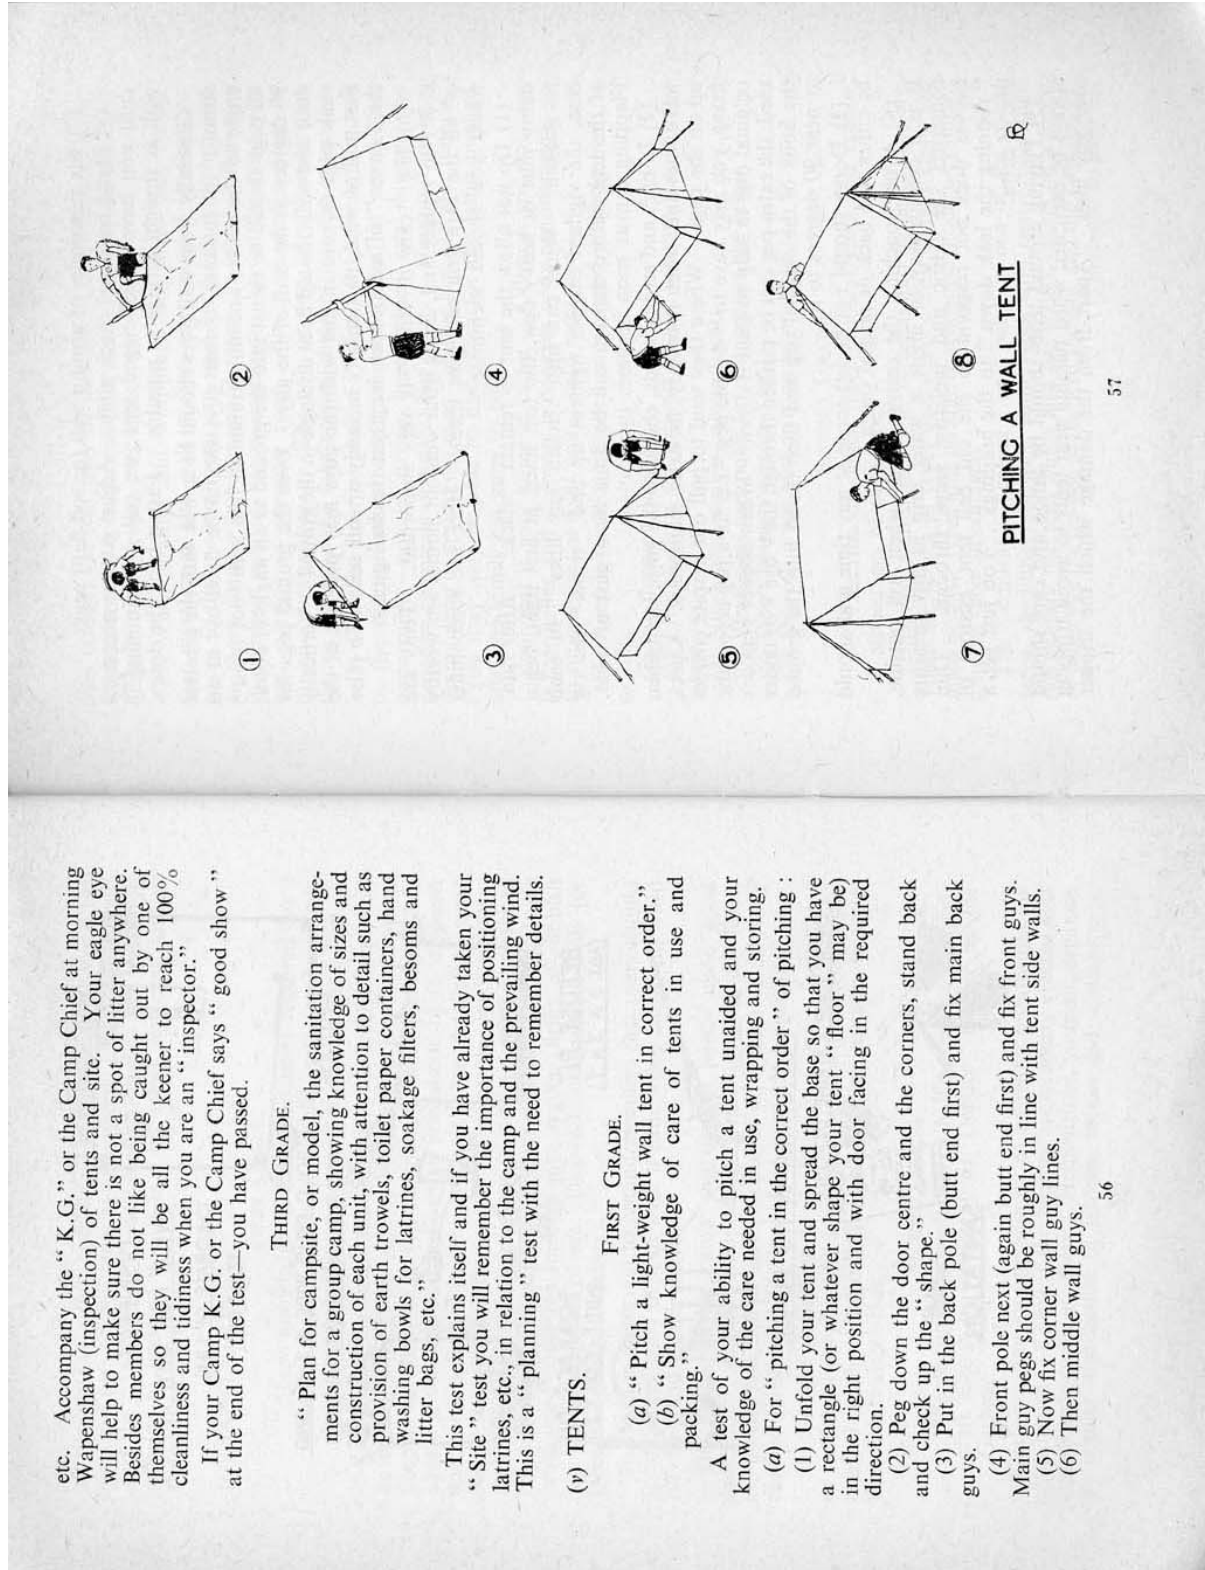 etc. Accompany the “ K.G.” or the Camp Chief at morning
Wapenshaw (inspection) of tents and site. Your eagle eye
will help to make sure there is not a spot of litter anywhere.
Besides members do not like being caught out by one of
themselves so they will be all the keener to reach 100%
cleanliness and tidiness when you are an “ inspector.”
If your Camp K.G. or the Camp Chief says “ good show ”
at the end of the test—you have passed.
THIRD GRADE.
“ Plan for campsite, or model, the sanitation arrange-
ments for a group camp, showing knowledge of sizes and
construction of each unit, with attention to detail such as
provision of earth trowels, toilet paper containers, hand
washing bowls for latrines, soakage filters, besoms and
litter bags, etc.”
This test explains itself and if you have already taken your
“ Site ” test you will remember the importance of positioning
latrines, etc., in relation to the camp and the prevailing wind.
This is a “ planning ” test with the need to remember details.
(v) TENTS.
FIRST GRADE.
(a) “ Pitch a light-weight wall tent in correct order.”
(b) “ Show knowledge of care of tents in use and
packing.”
A test of your ability to pitch a tent unaided and your
knowledge of the care needed in use, wrapping and storing.
(a) For “ pitching a tent in the correct order ” of pitching :
(1) Unfold your tent and spread the base so that you have
a rectangle (or whatever shape your tent “ floor ” may be)
in the right position and with door facing in the required
direction.
(2) Peg down the door centre and the corners, stand back
and check up the “ shape.”
(3) Put in the back pole (butt end first) and fix main back
guys.
(4) Front pole next (again butt end first) and fix front guys.
Main guy pegs should be roughly in line with tent side walls.
(5) Now fix corner wall guy lines.
(6) Then middle wall guys.
56
1
2
3
4
5
6
7
8
PITCHING A WALL TENT
57